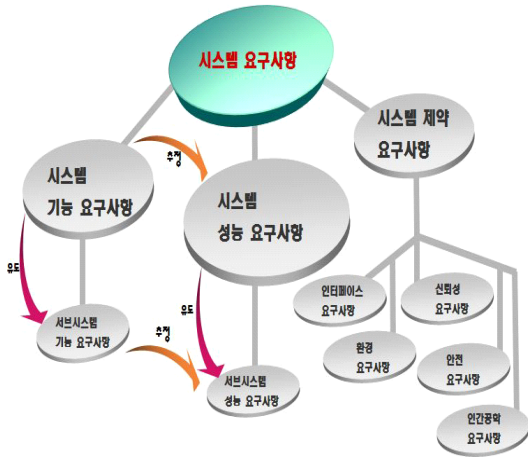 시스템 요구사항
시스템 제약
요구사항
추정
시스템
기능 요구사항
시스템
성능 요구사항
유도
유도
인터페이스
요구사항
신뢰성
요구사항
서브시스템
기능 요구사항
추정
환경
요구사항
안전
요구사항
서브시스템
성능 요구사항
인간공학
요구사항